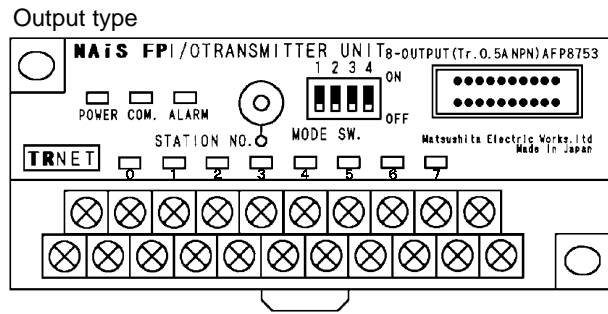 Output type
NAiS FP I/O TRANSMITTER UNIT 8-OUTPUT (Tr. 0.5A NPN) AFP8753
1 2 3 4
ON
OFF
POWER COM. ALARM
STATION NO. MODE SW.
Matsushita Electric Works.ltd
Made in Japan
TRNET
0 1 2 3 4 5 6 7